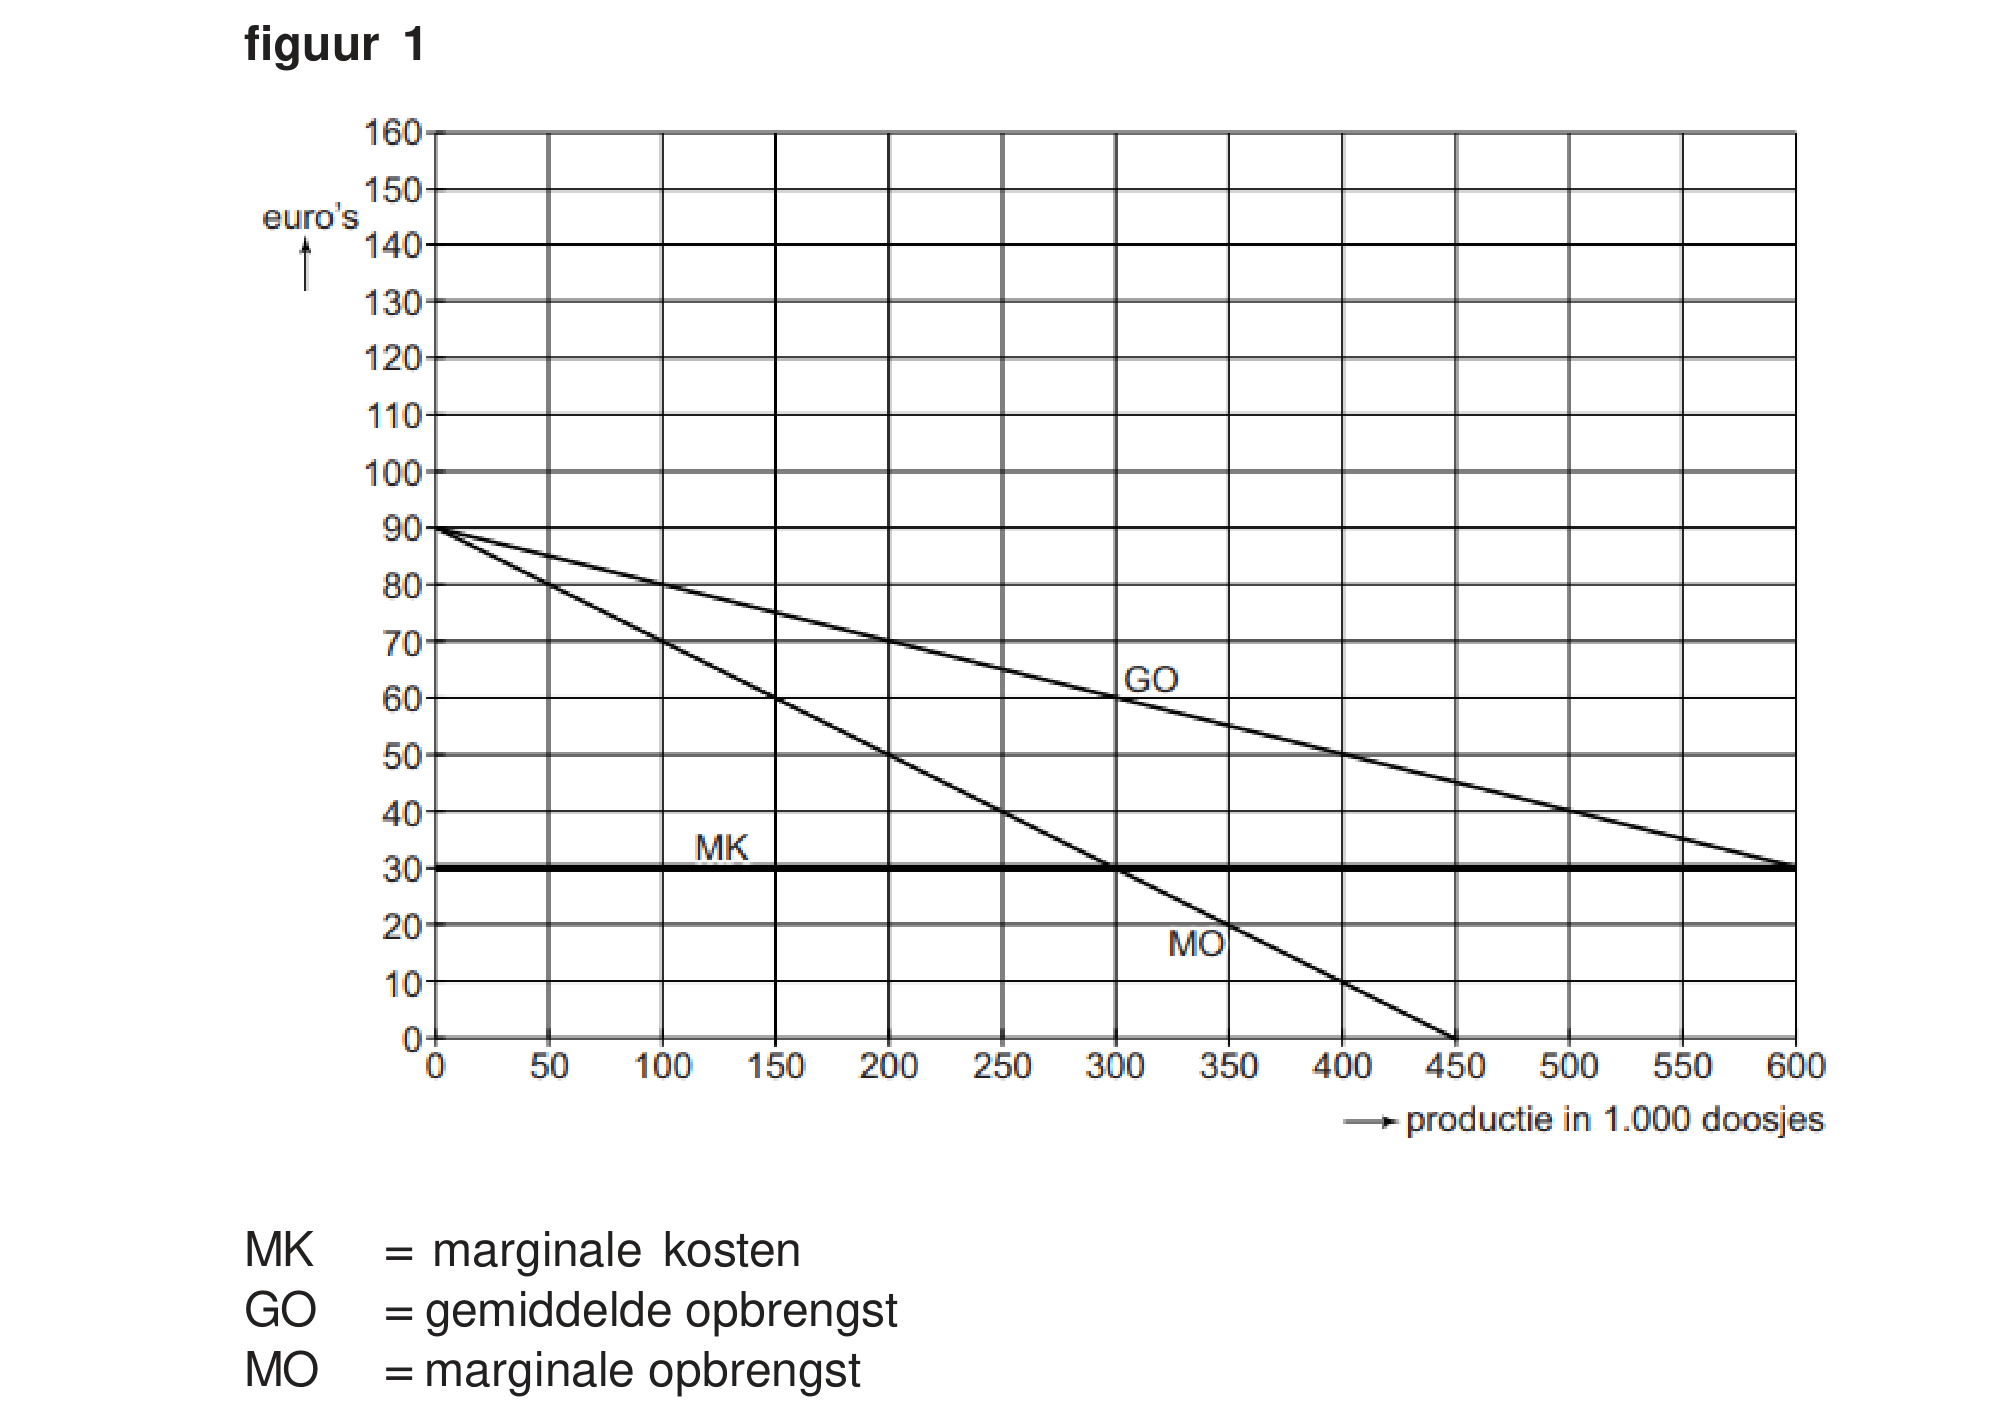 figuur 1
160
150
euro's
140
130
120
110
100
90
80
70
60
GO
50
40
MK
30
20
MO
10
0
0 50 100 150 200 250 300 350 400 450 500 550 600
productie in 1.000 doosjes
MK = marginale kosten
GO = gemiddelde opbrengst
MO = marginale opbrengst